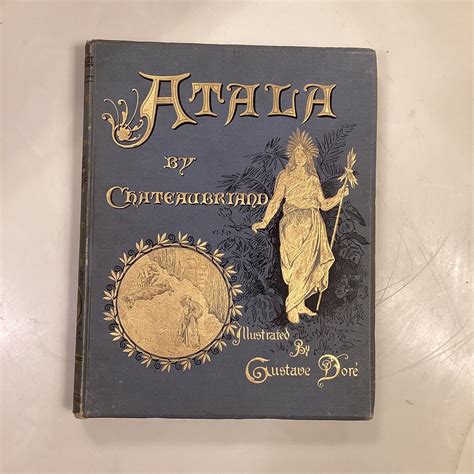 ATALA
BY
CHATEAUBRIAND
Illustrated By
Gustave Doré